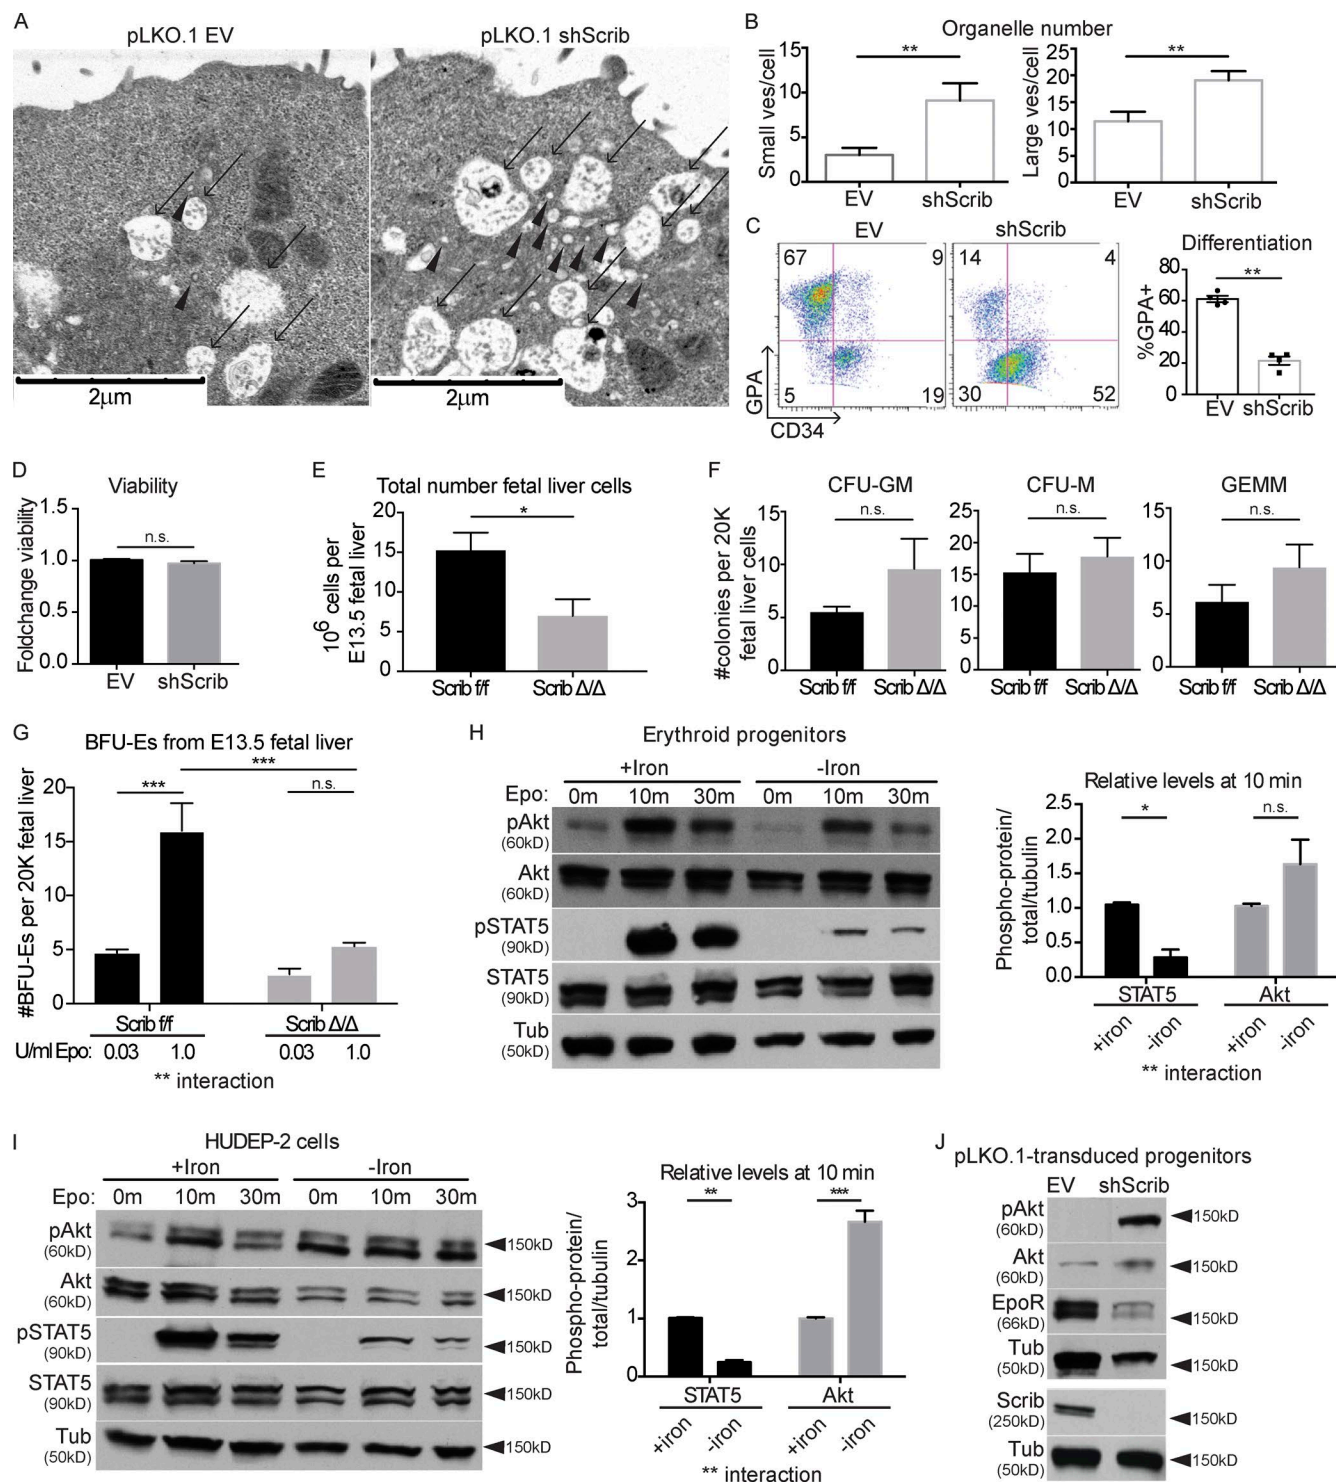 A
pLKO.1 EV
pLKO.1 shScrib
2μm
2μm
B
Organelle number
Small ves/cell
15
10
5
0
**
EV
shScrib
Large ves/cell
25
20
15
10
5
0
**
EV
shScrib
C
EV
shScrib
67
9
5
19
14
4
30
52
GPA
CD34
Differentiation
%GPA+
80
60
40
20
0
**
EV shScrib
D
Viability
Foldchange viability
1.5
1.0
0.5
0.0
n.s.
EV
shScrib
E
Total number fetal liver cells
10⁶ cells per
E13.5 fetal liver
20
15
10
5
0
*
Scrib f/f
Scrib Δ/Δ
F
#colonies per 20K
fetal liver cells
CFU-GM
15
10
5
0
n.s.
Scrib f/f
Scrib Δ/Δ
CFU-M
25
20
15
10
5
0
n.s.
Scrib f/f
Scrib Δ/Δ
GEMM
15
10
5
0
n.s.
Scrib f/f
Scrib Δ/Δ
G
BFU-Es from E13.5 fetal liver
#BFU-Es per 20K fetal liver
20
15
10
5
0
***
***
n.s.
Scrib f/f
Scrib Δ/Δ
U/ml Epo: 0.03 1.0 0.03 1.0
** interaction
H
Erythroid progenitors
+Iron
-Iron
Epo: 0m 10m 30m 0m 10m 30m
pAkt
(60kD)
Akt
(60kD)
pSTAT5
(90kD)
STAT5
(90kD)
Tub
(50kD)
Relative levels at 10 min
Phospho-protein/
total/tubulin
2.5
2.0
1.5
1.0
0.5
0.0
*
n.s.
STAT5
Akt
+iron
-iron
+iron
-iron
** interaction
I
HUDEP-2 cells
+Iron
-Iron
Epo: 0m 10m 30m 0m 10m 30m
pAkt
(60kD)
150kD
Akt
(60kD)
150kD
pSTAT5
(90kD)
150kD
STAT5
(90kD)
150kD
Tub
(50kD)
150kD
Relative levels at 10 min
Phospho-protein/
total/tubulin
3
2
1
0
**
***
STAT5
Akt
+iron
-iron
+iron
-iron
** interaction
J
pLKO.1-transduced progenitors
EV shScrib
pAkt
(60kD)
150kD
Akt
(60kD)
150kD
EpoR
(66kD)
150kD
Tub
(50kD)
150kD
Scrib
(250kD)
150kD
Tub
(50kD)
150kD